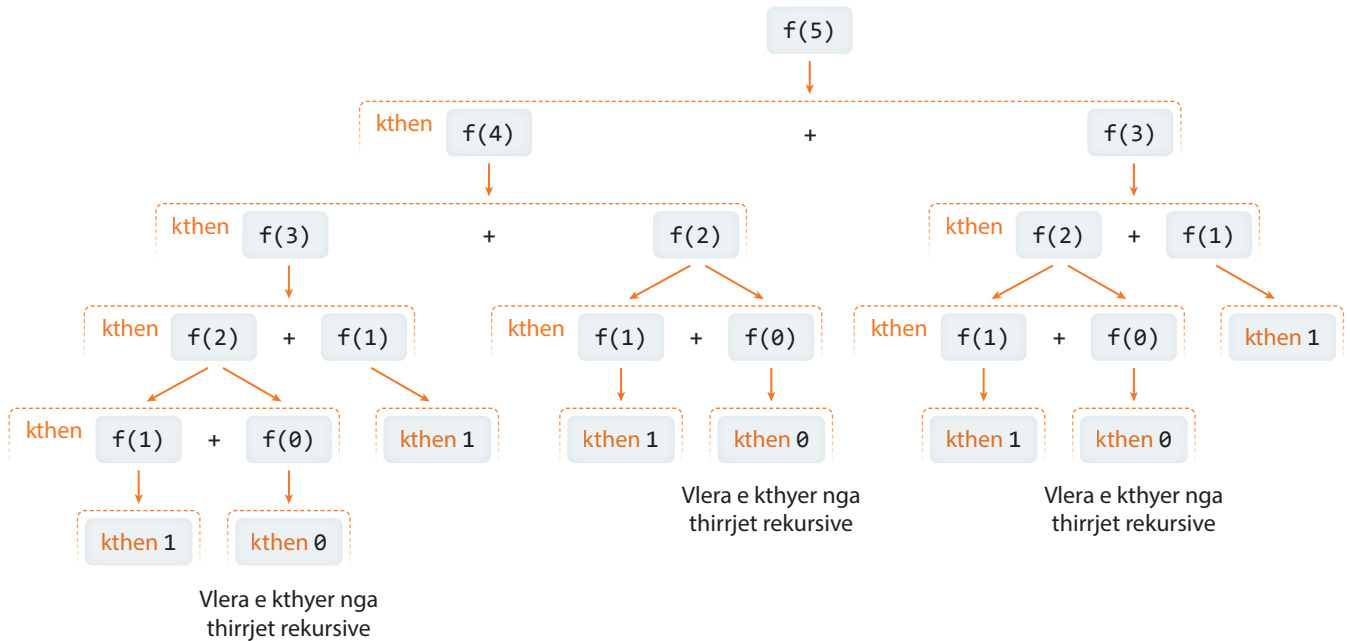 f(5)
kthen f(4) + f(3)
kthen f(3) + f(2) kthen f(2) + f(1)
kthen f(2) + f(1) kthen f(1) + f(0) kthen f(1) + f(0) kthen 1
kthen f(1) + f(0) kthen 1 kthen 1 kthen 0 kthen 1 kthen 0
Vlera e kthyer nga
thirrjet rekursive
Vlera e kthyer nga
thirrjet rekursive
kthen 1 kthen 0
Vlera e kthyer nga
thirrjet rekursive